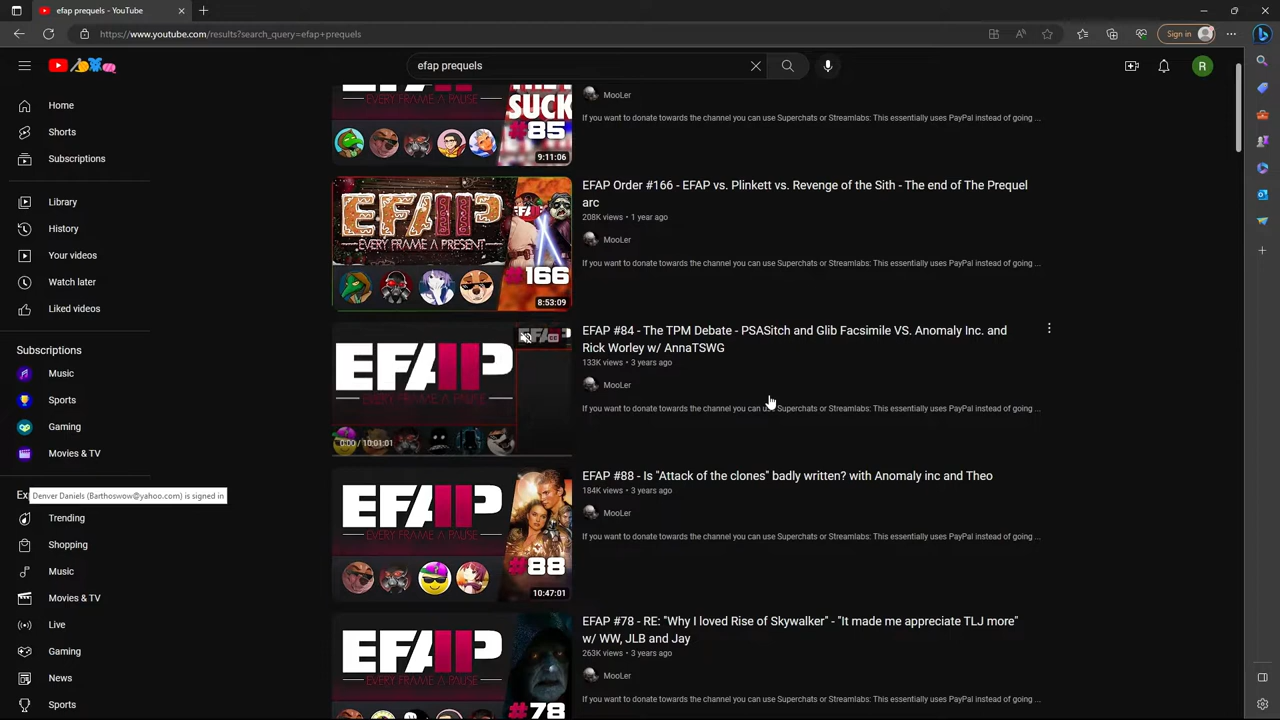 efap prequels - YouTube
https://www.youtube.com/results?search_query=efap+prequels
Sign in
efap prequels
R
Home
Shorts
Subscriptions
Library
History
Your videos
Watch later
Liked videos
Subscriptions
Music
Sports
Gaming
Movies & TV
Ex
Denver Daniels (Barthoswow@yahoo.com) is signed in
Trending
Shopping
Music
Movies & TV
Live
Gaming
News
Sports
EVERY FRAME A PAUSE
SUCK
#85
9:11:06
MooLer
If you want to donate towards the channel you can use Superchats or Streamlabs: This essentially uses PayPal instead of going ...
EFAP
EVERY FRAME A PRESENT
#166
8:53:09
EFAP Order #166 - EFAP vs. Plinkett vs. Revenge of the Sith - The end of The Prequel
arc
208K views • 1 year ago
MooLer
If you want to donate towards the channel you can use Superchats or Streamlabs: This essentially uses PayPal instead of going ...
EFAP
EVERY FRAME A PAUSE
0:00 / 10:01:01
EFAP #84 - The TPM Debate - PSASitch and Glib Facsimile VS. Anomaly Inc. and
Rick Worley w/ AnnaTSWG
133K views • 3 years ago
MooLer
If you want to donate towards the channel you can use Superchats or Streamlabs: This essentially uses PayPal instead of going ...
EFAP
EVERY FRAME A PAUSE
#88
10:47:01
EFAP #88 - Is "Attack of the clones" badly written? with Anomaly inc and Theo
184K views • 3 years ago
MooLer
If you want to donate towards the channel you can use Superchats or Streamlabs: This essentially uses PayPal instead of going ...
EFAP
EVERY FRAME A PAUSE
#78
EFAP #78 - RE: "Why I loved Rise of Skywalker" - "It made me appreciate TLJ more"
w/ WW, JLB and Jay
263K views • 3 years ago
MooLer
If you want to donate towards the channel you can use Superchats or Streamlabs: This essentially uses PayPal instead of going ...